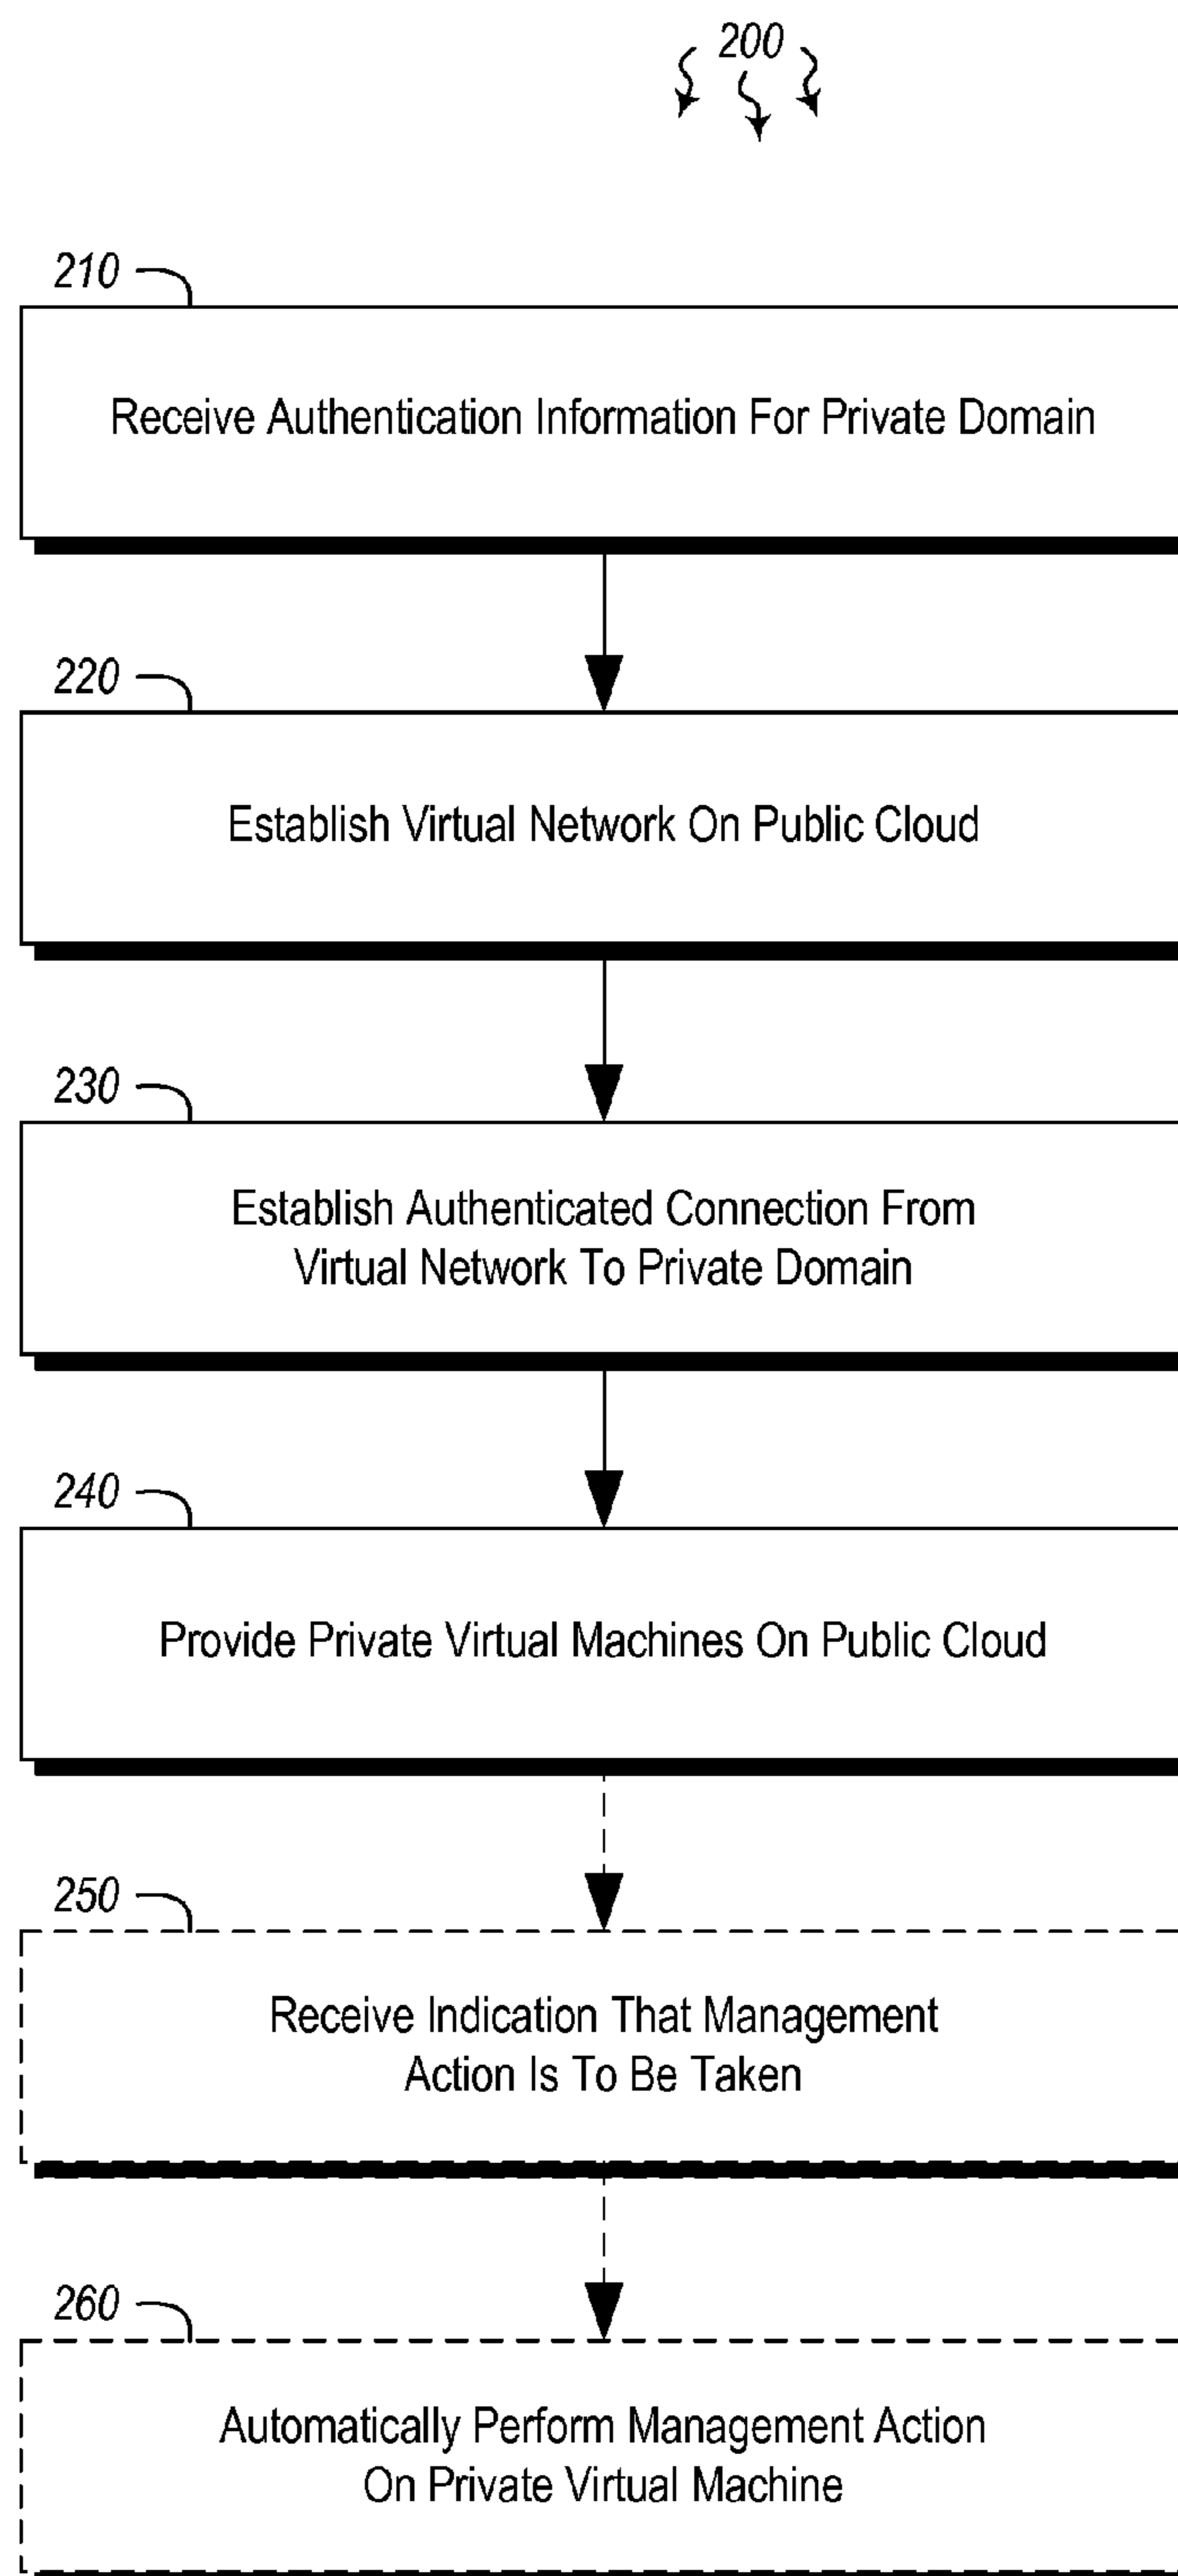 200
210
Receive Authentication Information For Private Domain
220
Establish Virtual Network On Public Cloud
230
Establish Authenticated Connection From
Virtual Network To Private Domain
240
Provide Private Virtual Machines On Public Cloud
250
Receive Indication That Management
Action Is To Be Taken
260
Automatically Perform Management Action
On Private Virtual Machine